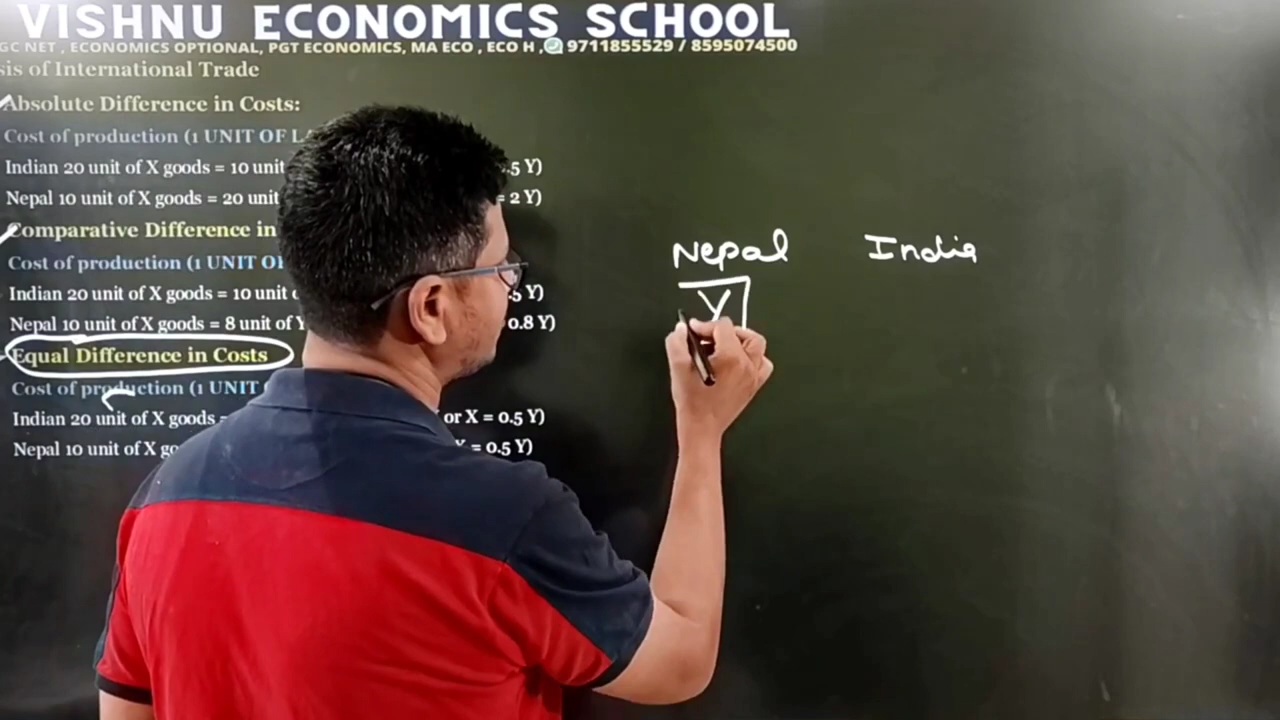 VISHNU ECONOMICS SCHOOL
GC NET , ECONOMICS OPTIONAL, PGT ECONOMICS, MA ECO , ECO H , 9711855529 / 8595074500
sis of International Trade
Absolute Difference in Costs:
Cost of production (1 UNIT OF LA
Indian 20 unit of X goods = 10 unit .5 Y)
Nepal 10 unit of X goods = 20 unit = 2 Y)
Comparative Difference in
Cost of production (1 UNIT OF
Indian 20 unit of X goods = 10 unit .5 Y)
Nepal 10 unit of X goods = 8 unit of Y 0.8 Y)
Equal Difference in Costs
Cost of production (1 UNIT
Indian 20 unit of X goods = or X = 0.5 Y)
Nepal 10 unit of X go = 0.5 Y)
Nepal India
Y